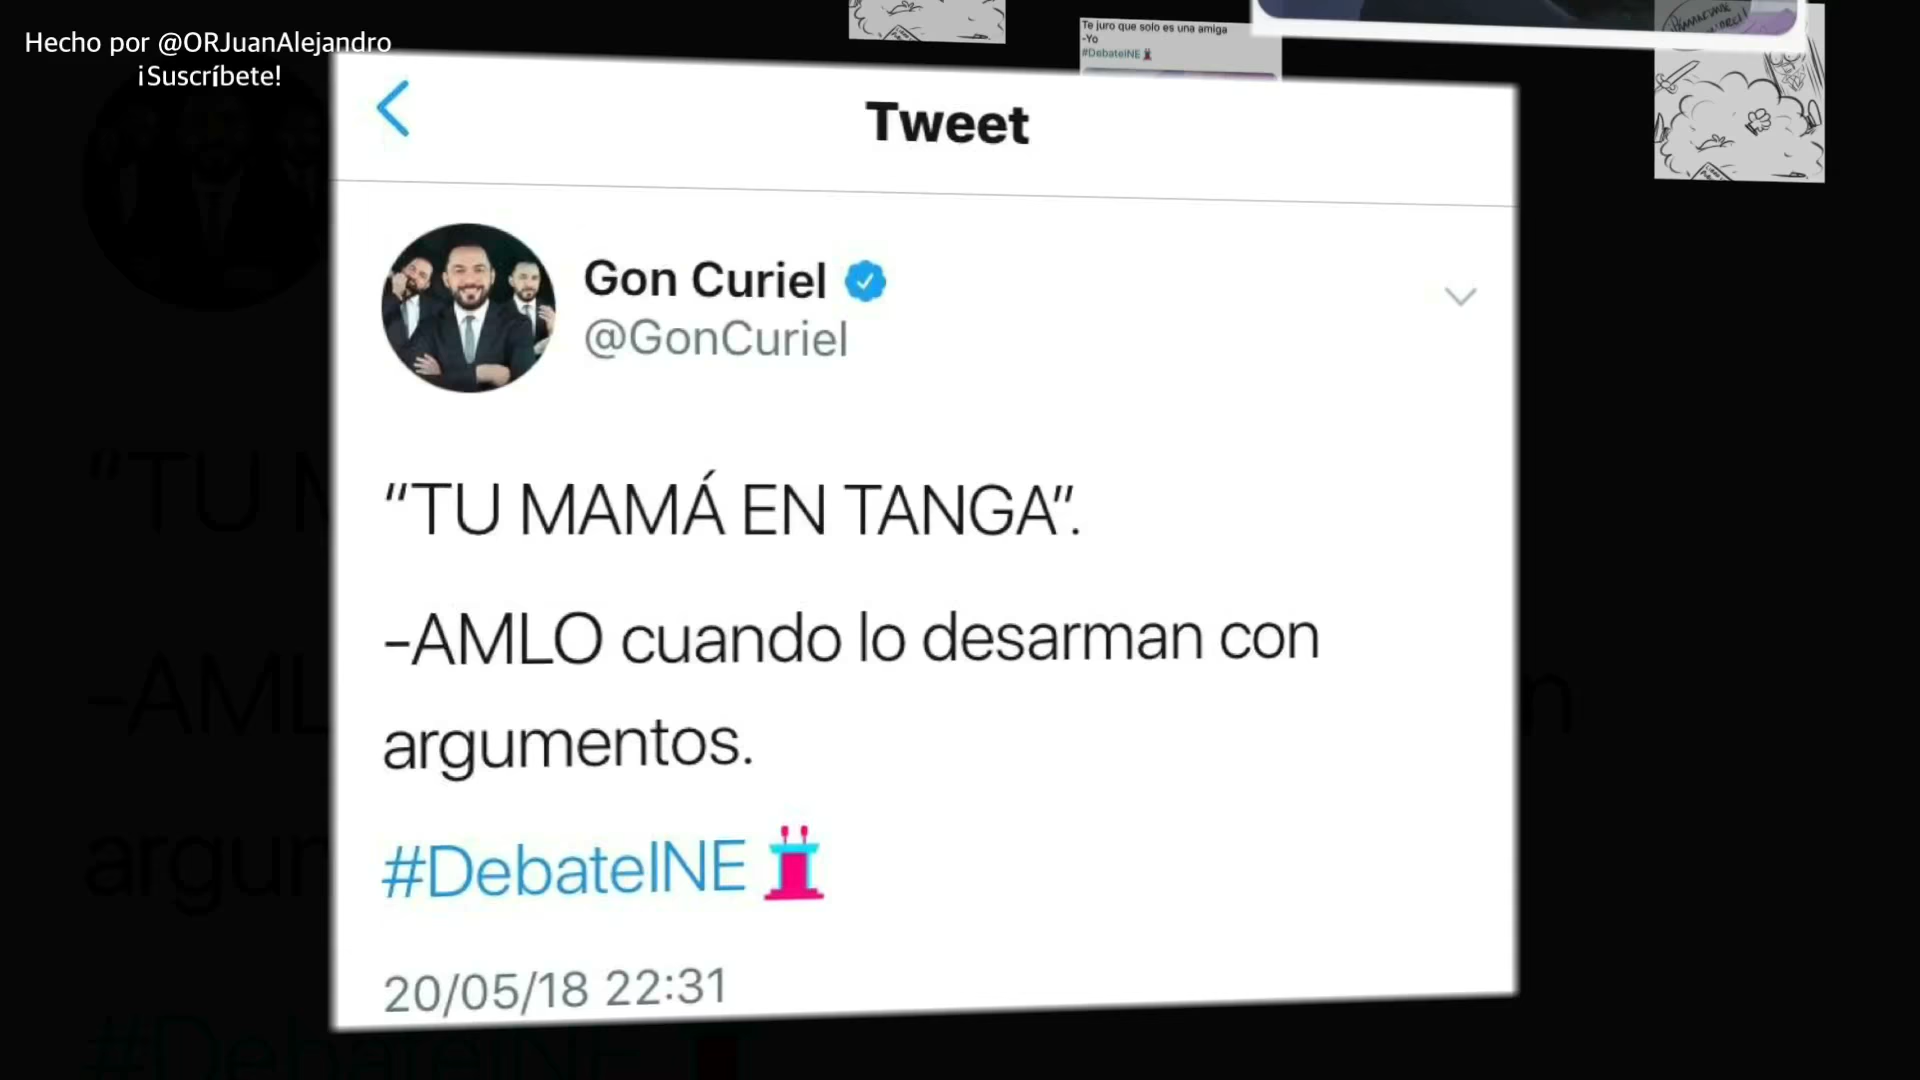 Hecho por @ORJuanAlejandro
¡Suscríbete!
Te juro que solo es una amiga
-Yo
#DebateINE
Tweet
Gon Curiel
@GonCuriel
“TU MAMÁ EN TANGA”.
-AMLO cuando lo desarman con
argumentos.
#DebateINE
20/05/18 22:31